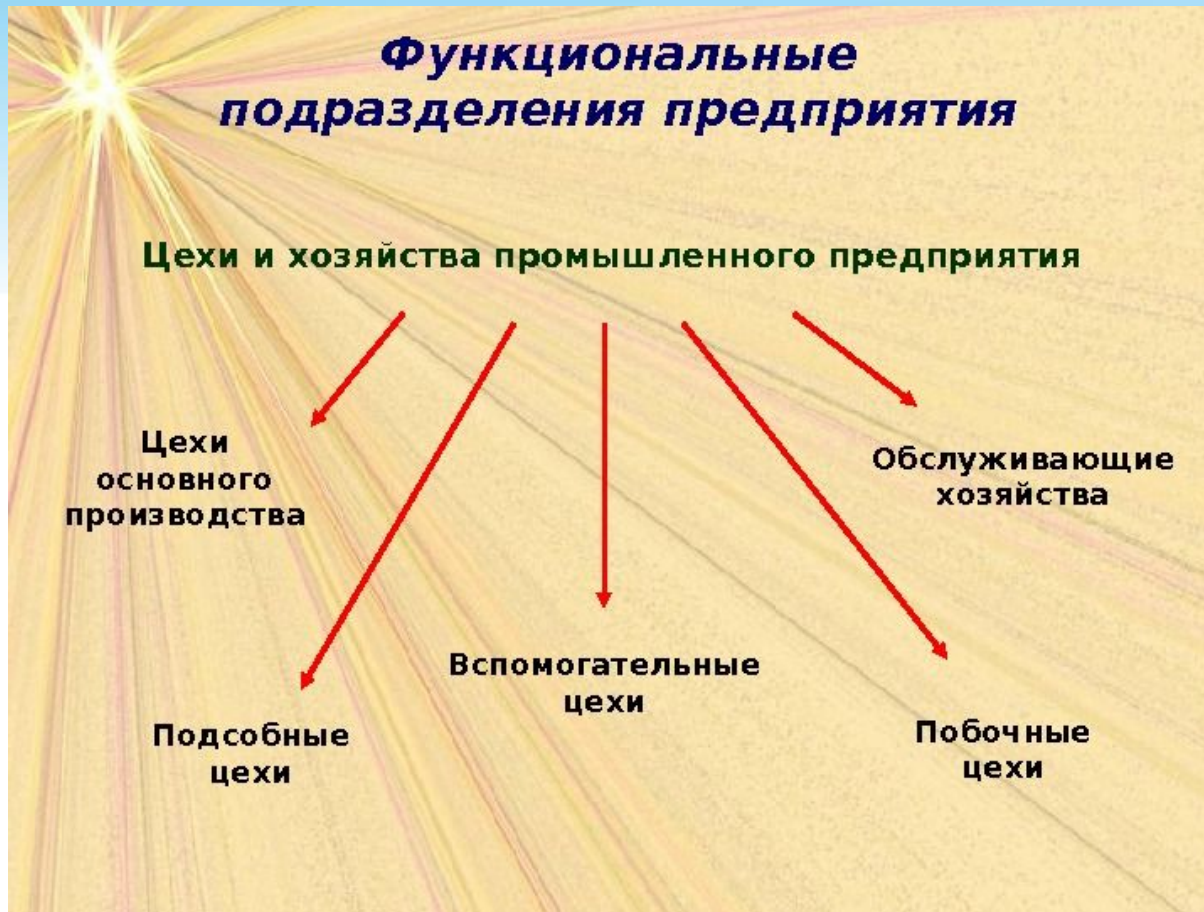 Функциональные
подразделения предприятия
Цехи и хозяйства промышленного предприятия
Цехи
основного
производства
Обслуживающие
хозяйства
Вспомогательные
цехи
Подсобные
цехи
Побочные
цехи